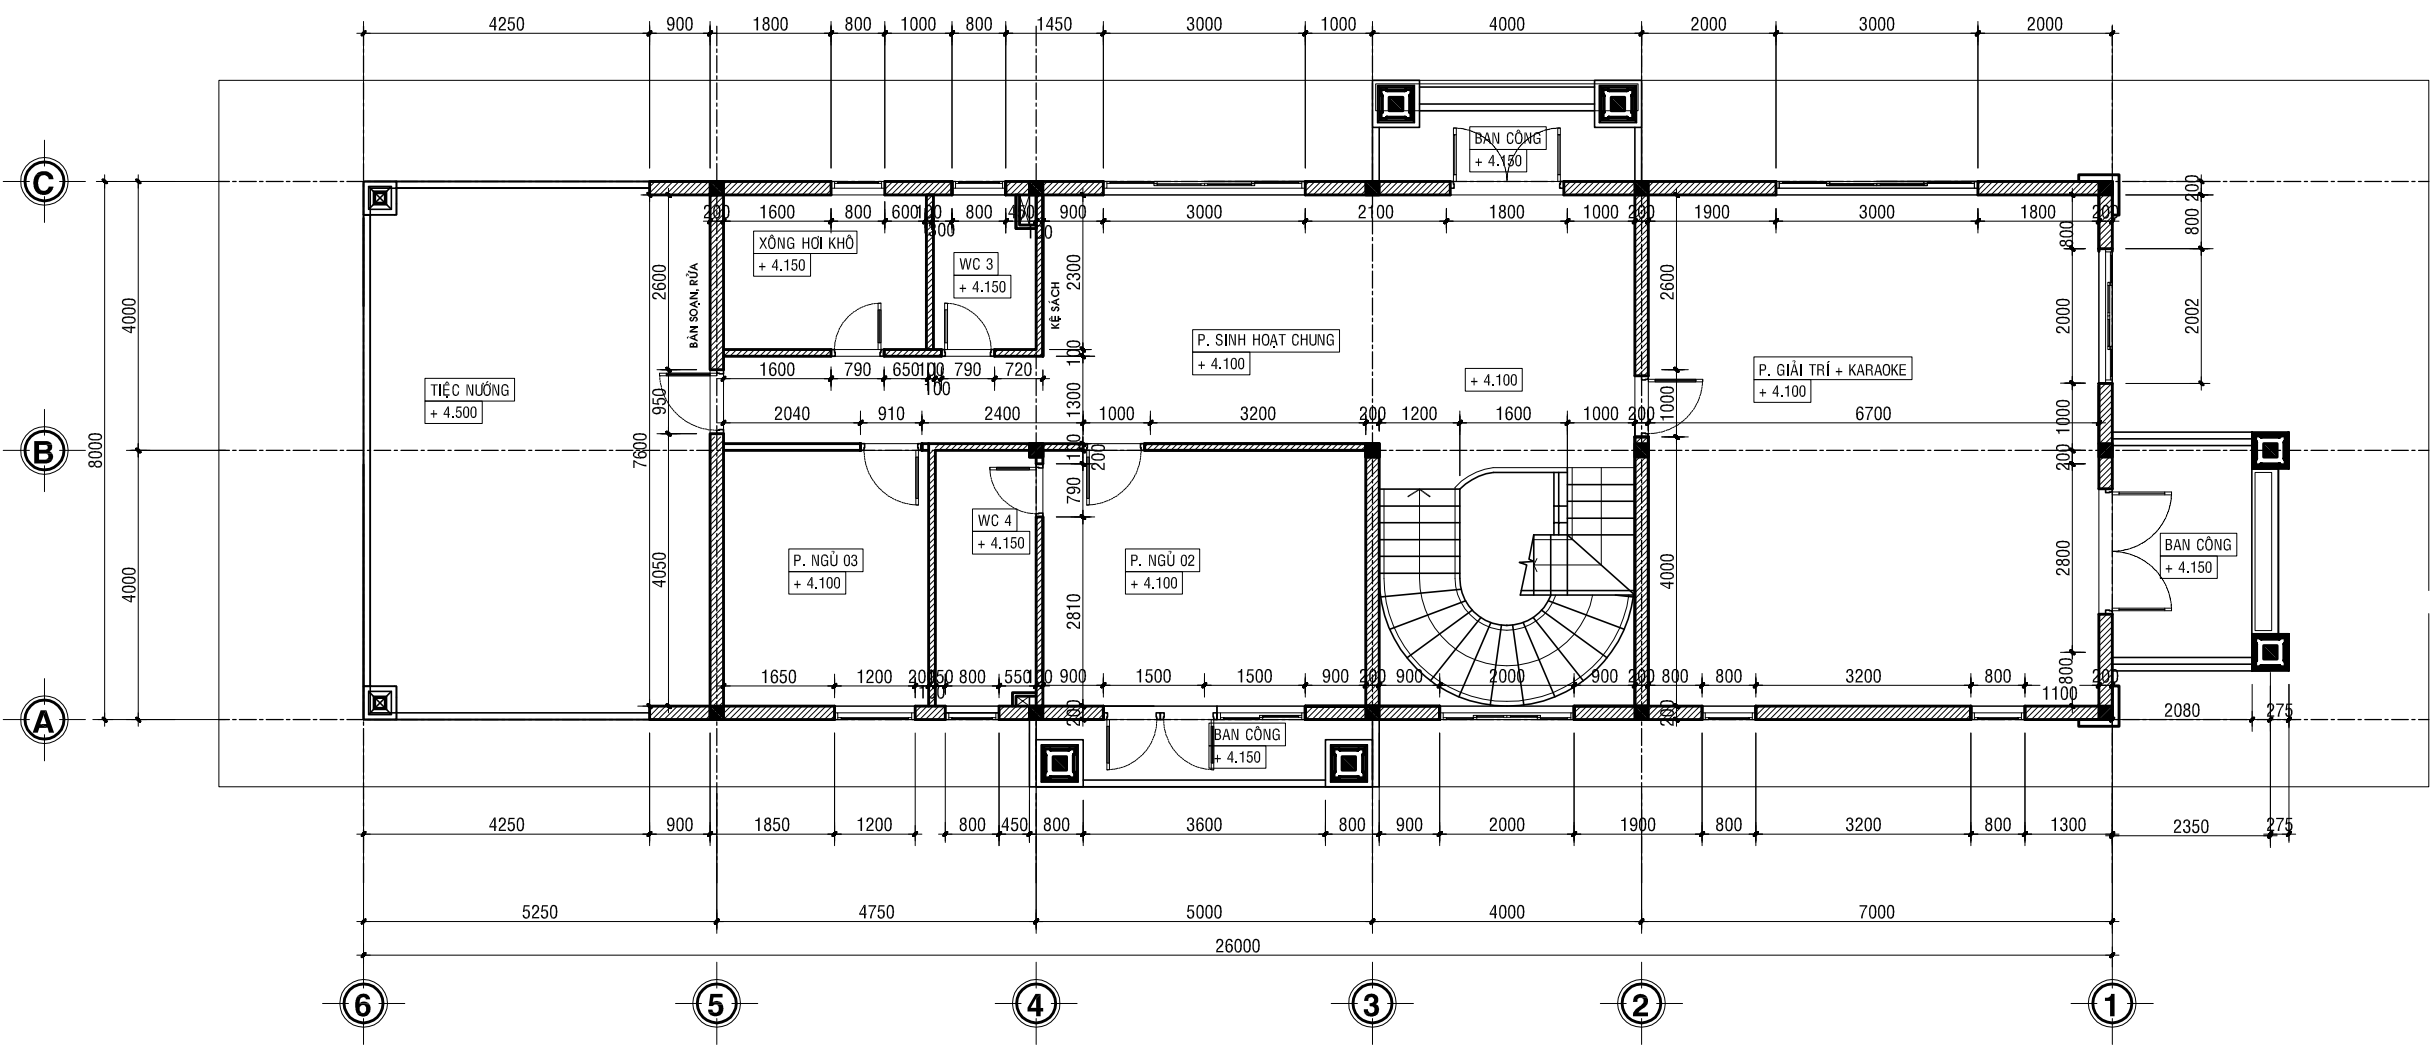 4250 900 1800 800 1000 800 1450 3000 1000 4000 2000 3000 2000
BAN CÔNG
+ 4.150
C
200 1600 800 600 800 450 900 3000 2100 1800 1000 200 1900 3000 1800 200
200
800
800
120
XÔNG HƠI KHÔ
+ 4.150
WC 3
+ 4.150
BÀN SOẠN, RỬA
KỆ SÁCH
2600
2300
2600
2000
2002
4000
P. SINH HOẠT CHUNG
+ 4.100
+ 4.100
P. GIẢI TRÍ + KARAOKE
+ 4.100
TIỆC NƯỚNG
+ 4.500
100
1600 790 650 100 790 720
100
950
1300
1000
1000
2040 910 2400 1000 3200 200 1200 1600 1000 200 6700
B
8000
7600
200
200
790
WC 4
+ 4.150
P. NGỦ 03
+ 4.100
P. NGỦ 02
+ 4.100
BAN CÔNG
+ 4.150
4000
4050
2810
4000
2800
800
1650 1200 800 550 900 1500 1500 900 200 900 2000 900 200 800 800 3200 800 200
1100
A
200
200
2080 275
BAN CÔNG
+ 4.150
4250 900 1850 1200 800 450 800 3600 800 900 2000 1900 800 3200 800 1300 2350 275
5250 4750 5000 4000 7000
26000
6 5 4 3 2 1